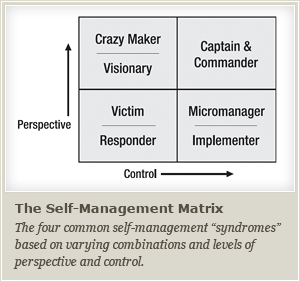 Crazy Maker
Visionary
Captain &
Commander
Victim
Responder
Micromanager
Implementer
Perspective
Control
The Self-Management Matrix
The four common self-management “syndromes”
based on varying combinations and levels of
perspective and control.